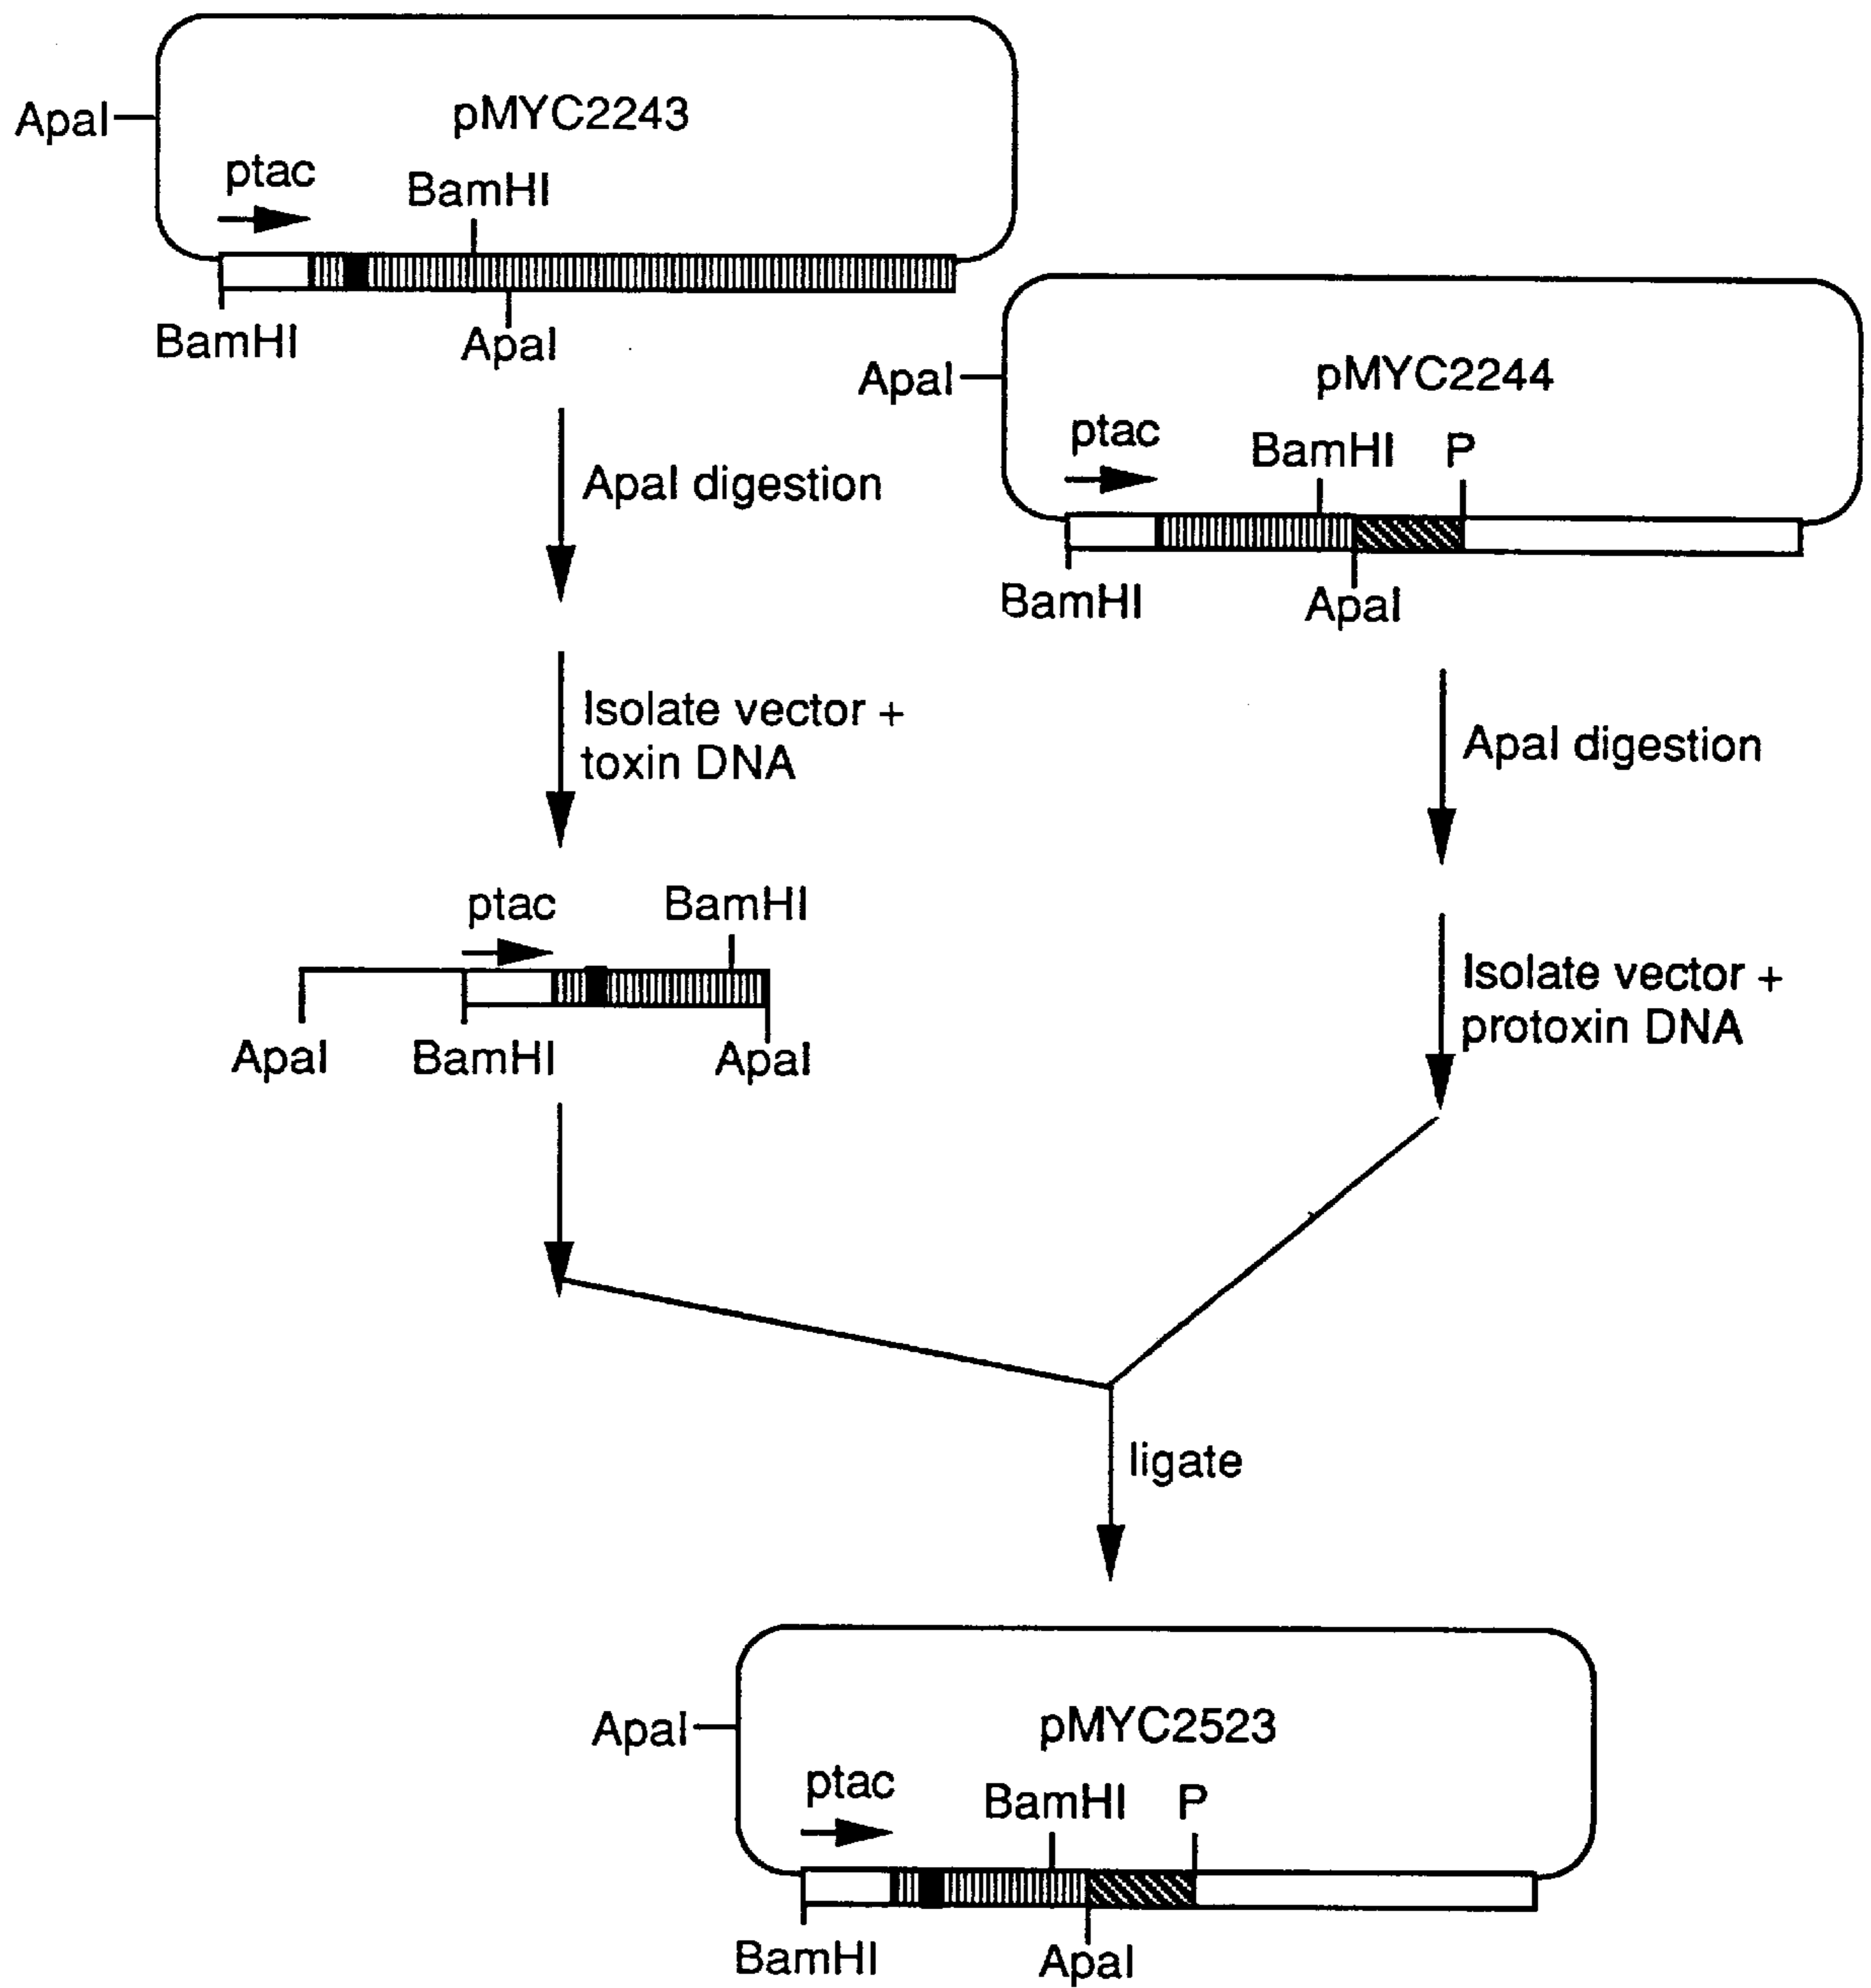 pMYC2243
ApaI
ptac
BamHI
BamHI
ApaI
pMYC2244
ApaI
ptac
BamHI
P
BamHI
ApaI
ApaI digestion
Isolate vector +
toxin DNA
ApaI digestion
Isolate vector +
protoxin DNA
ptac
BamHI
ApaI
BamHI
ApaI
ligate
pMYC2523
ApaI
ptac
BamHI
P
BamHI
ApaI